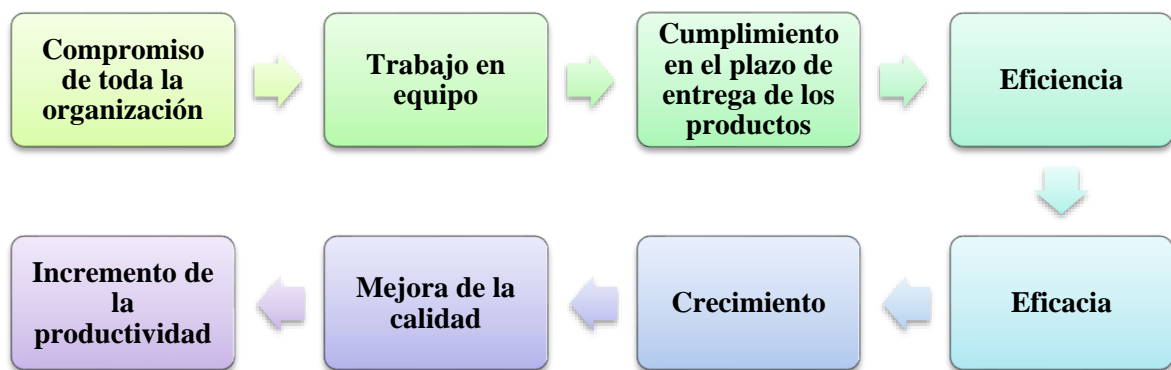 Compromiso
de toda la
organización
Trabajo en
equipo
Cumplimiento
en el plazo de
entrega de los
productos
Eficiencia
Eficacia
Crecimiento
Mejora de la
calidad
Incremento de
la
productividad